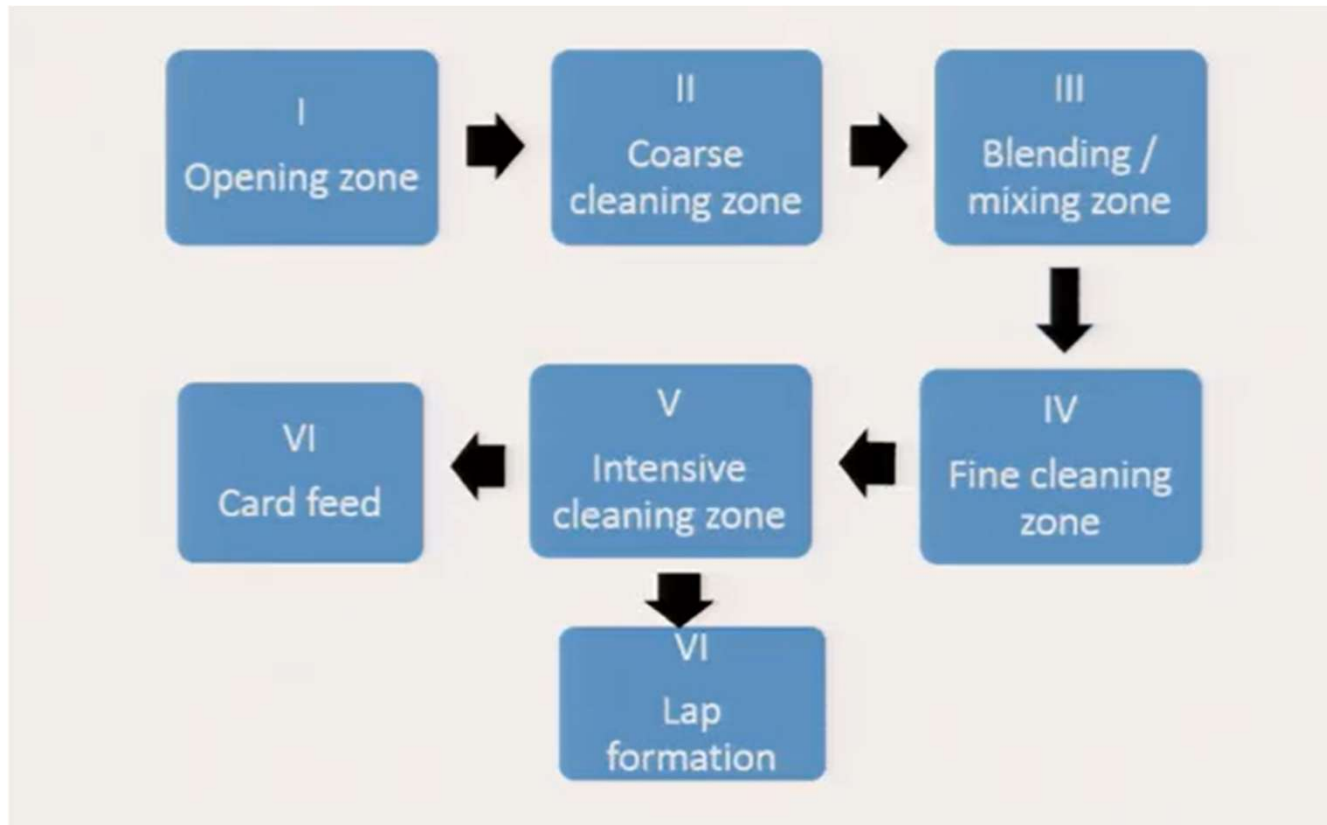 I
Opening zone
II
Coarse
cleaning zone
III
Blending /
mixing zone
IV
Fine cleaning
zone
V
Intensive
cleaning zone
VI
Card feed
VI
Lap
formation